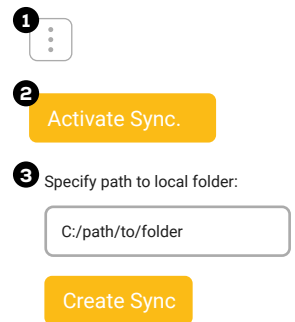 1
2
Activate Sync.
3 Specify path to local folder:
C:/path/to/folder
Create Sync